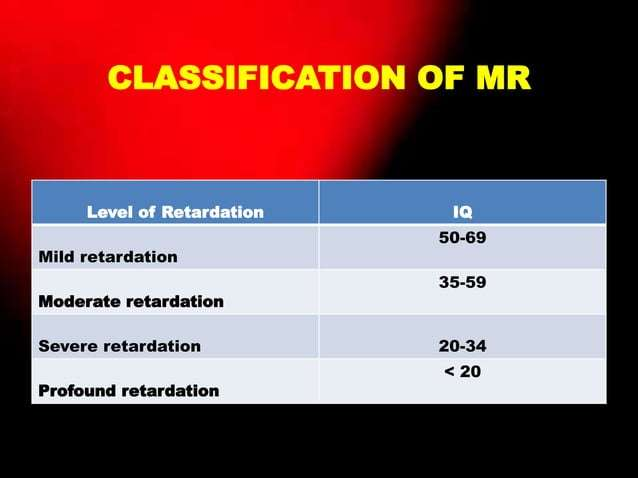 CLASSIFICATION OF MR
Level of Retardation IQ
Mild retardation 50-69
Moderate retardation 35-59
Severe retardation 20-34
Profound retardation < 20